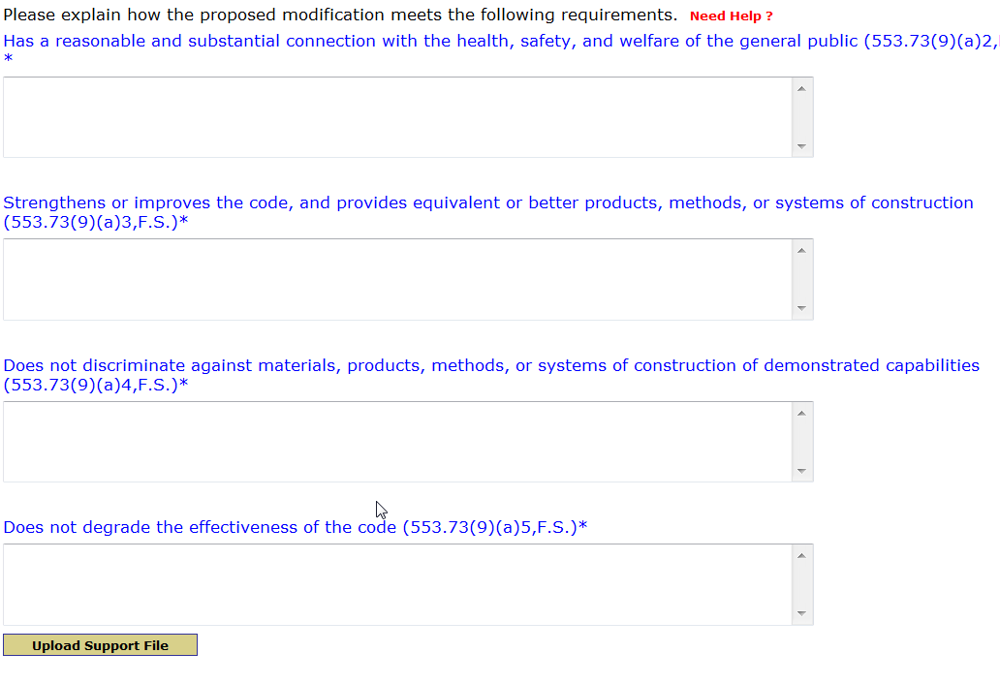 Please explain how the proposed modification meets the following requirements. Need Help ?
Has a reasonable and substantial connection with the health, safety, and welfare of the general public (553.73(9)(a)2,
*
Strengthens or improves the code, and provides equivalent or better products, methods, or systems of construction
(553.73(9)(a)3,F.S.)*
Does not discriminate against materials, products, methods, or systems of construction of demonstrated capabilities
(553.73(9)(a)4,F.S.)*
Does not degrade the effectiveness of the code (553.73(9)(a)5,F.S.)*
Upload Support File